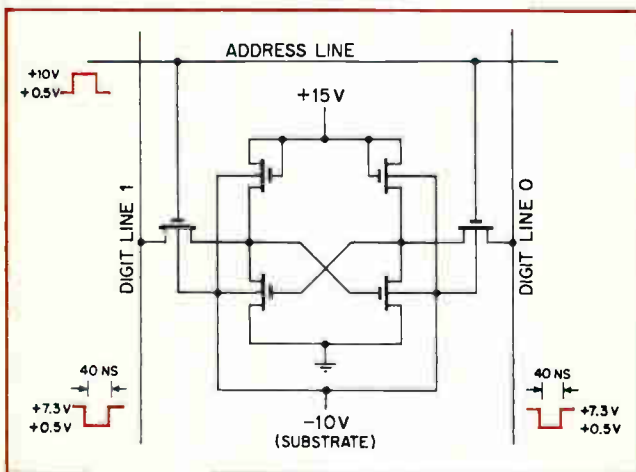 ADDRESS LINE
+10V
+0.5V
+15V
DIGIT LINE 1
DIGIT LINE 0
40 NS
+7.3V
+0.5V
-10V
(SUBSTRATE)
40 NS
+7.3V
+0.5V